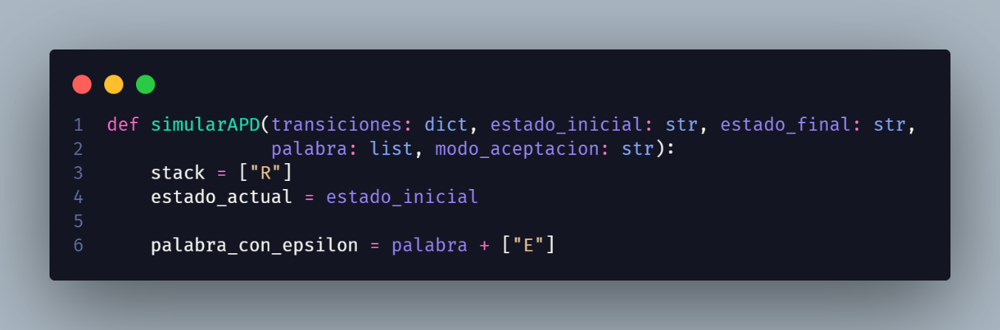 1 def simularAPD(transiciones: dict, estado_inicial: str, estado_final: str,
2 palabra: list, modo_aceptacion: str):
3 stack = ["R"]
4 estado_actual = estado_inicial
5
6 palabra_con_epsilon = palabra + ["E"]